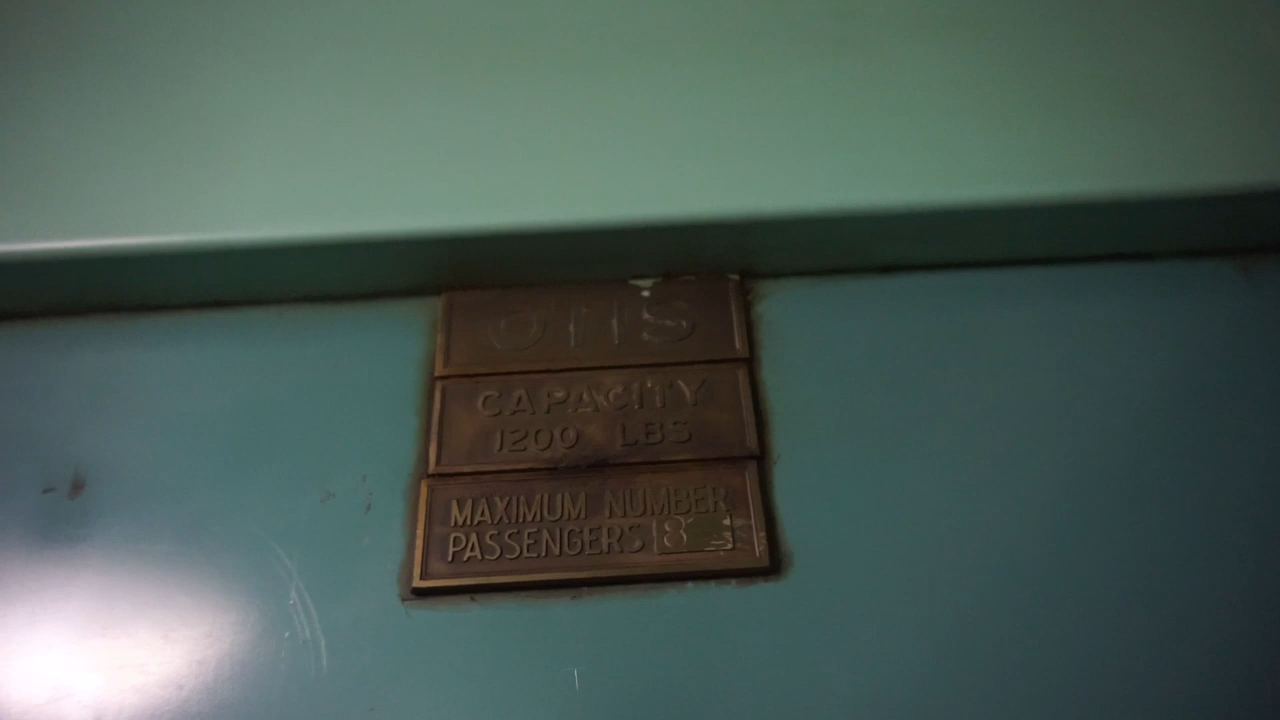 OTIS
CAPACITY
1200 LBS
MAXIMUM NUMBER
PASSENGERS 8